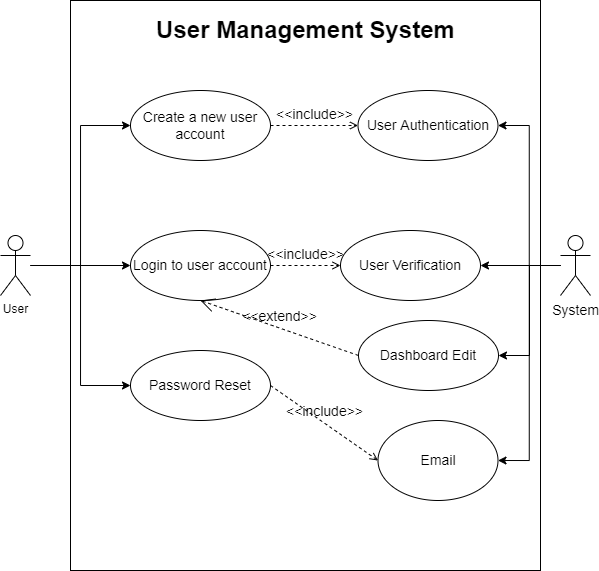 User Management System
Create a new user
account
<<include>>
User Authentication
Login to user account
<<include>>
User Verification
User
System
<<extend>>
Dashboard Edit
Password Reset
<<include>>
Email